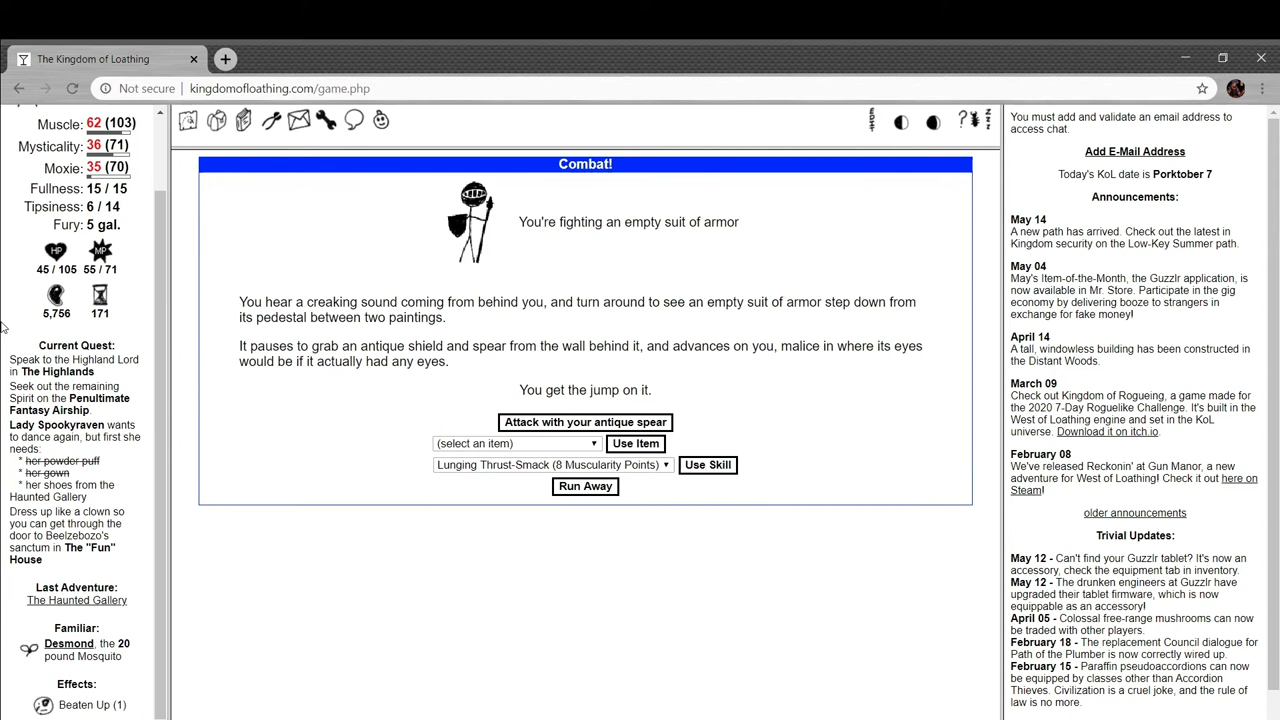 The Kingdom of Loathing
Not secure
kingdomofloathing.com/game.php
Muscle: 62 (103)
Mysticality: 36 (71)
Moxie: 35 (70)
Fullness: 15 / 15
Tipsiness: 6 / 14
Fury: 5 gal.
HP MP
45 / 105 55 / 71
5,756 171
Current Quest:
Speak to the Highland Lord
in The Highlands
Seek out the remaining
Spirit on the Penultimate
Fantasy Airship.
Lady Spookyraven wants
to dance again, but first she
needs:
* her powder puff
* her gown
* her shoes from the
Haunted Gallery
Dress up like a clown so
you can get through the
door to Beelzebozo's
sanctum in The "Fun"
House
Last Adventure:
The Haunted Gallery
Familiar:
Desmond, the 20
pound Mosquito
Effects:
Beaten Up (1)
Combat!
You're fighting an empty suit of armor
You hear a creaking sound coming from behind you, and turn around to see an empty suit of armor step down from
its pedestal between two paintings.
It pauses to grab an antique shield and spear from the wall behind it, and advances on you, malice in where its eyes
would be if it actually had any eyes.
You get the jump on it.
Attack with your antique spear
(select an item) Use Item
Lunging Thrust-Smack (8 Muscularity Points) Use Skill
Run Away
You must add and validate an email address to
access chat.
Add E-Mail Address
Today's KoL date is Porktober 7
Announcements:
May 14
A new path has arrived. Check out the latest in
Kingdom security on the Low-Key Summer path.
May 04
May's Item-of-the-Month, the Guzzlr application, is
now available in Mr. Store. Participate in the gig
economy by delivering booze to strangers in
exchange for fake money!
April 14
A tall, windowless building has been constructed in
the Distant Woods.
March 09
Check out Kingdom of Rogueing, a game made for
the 2020 7-Day Roguelike Challenge. It's built in the
West of Loathing engine and set in the KoL
universe. Download it on itch.io.
February 08
We've released Reckonin' at Gun Manor, a new
adventure for West of Loathing! Check it out here on
Steam!
older announcements
Trivial Updates:
May 12 - Can't find your Guzzlr tablet? It's now an
accessory, check the equipment tab in inventory.
May 12 - The drunken engineers at Guzzlr have
upgraded their tablet firmware, which is now
equippable as an accessory!
April 05 - Colossal free-range mushrooms can now
be traded with other players.
February 18 - The replacement Council dialogue for
Path of the Plumber is now correctly wired up.
February 15 - Paraffin pseudoaccordions can now
be equipped by classes other than Accordion
Thieves. Civilization is a cruel joke, and the rule of
law is no more.